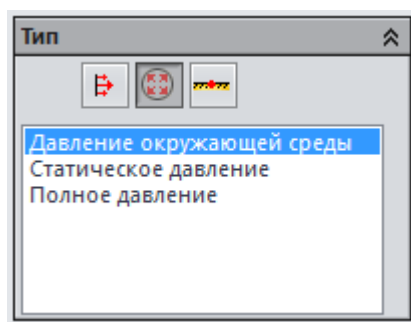 Тип
Давление окружающей среды
Статическое давление
Полное давление